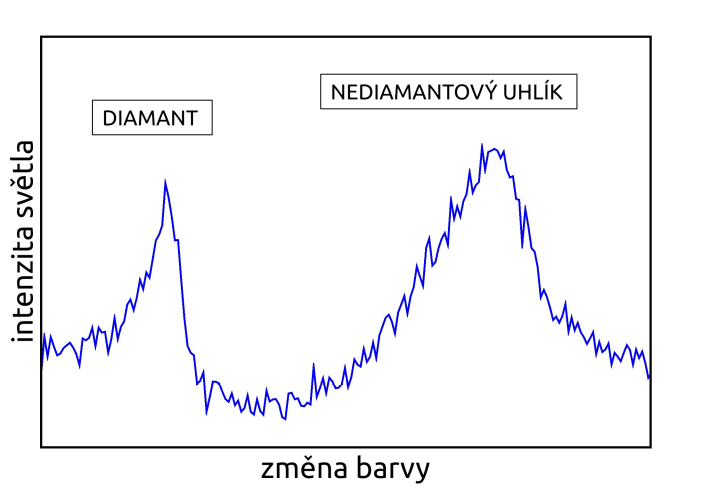 NEDIAMANTOVÝ UHLÍK
DIAMANT
intenzita světla
změna barvy